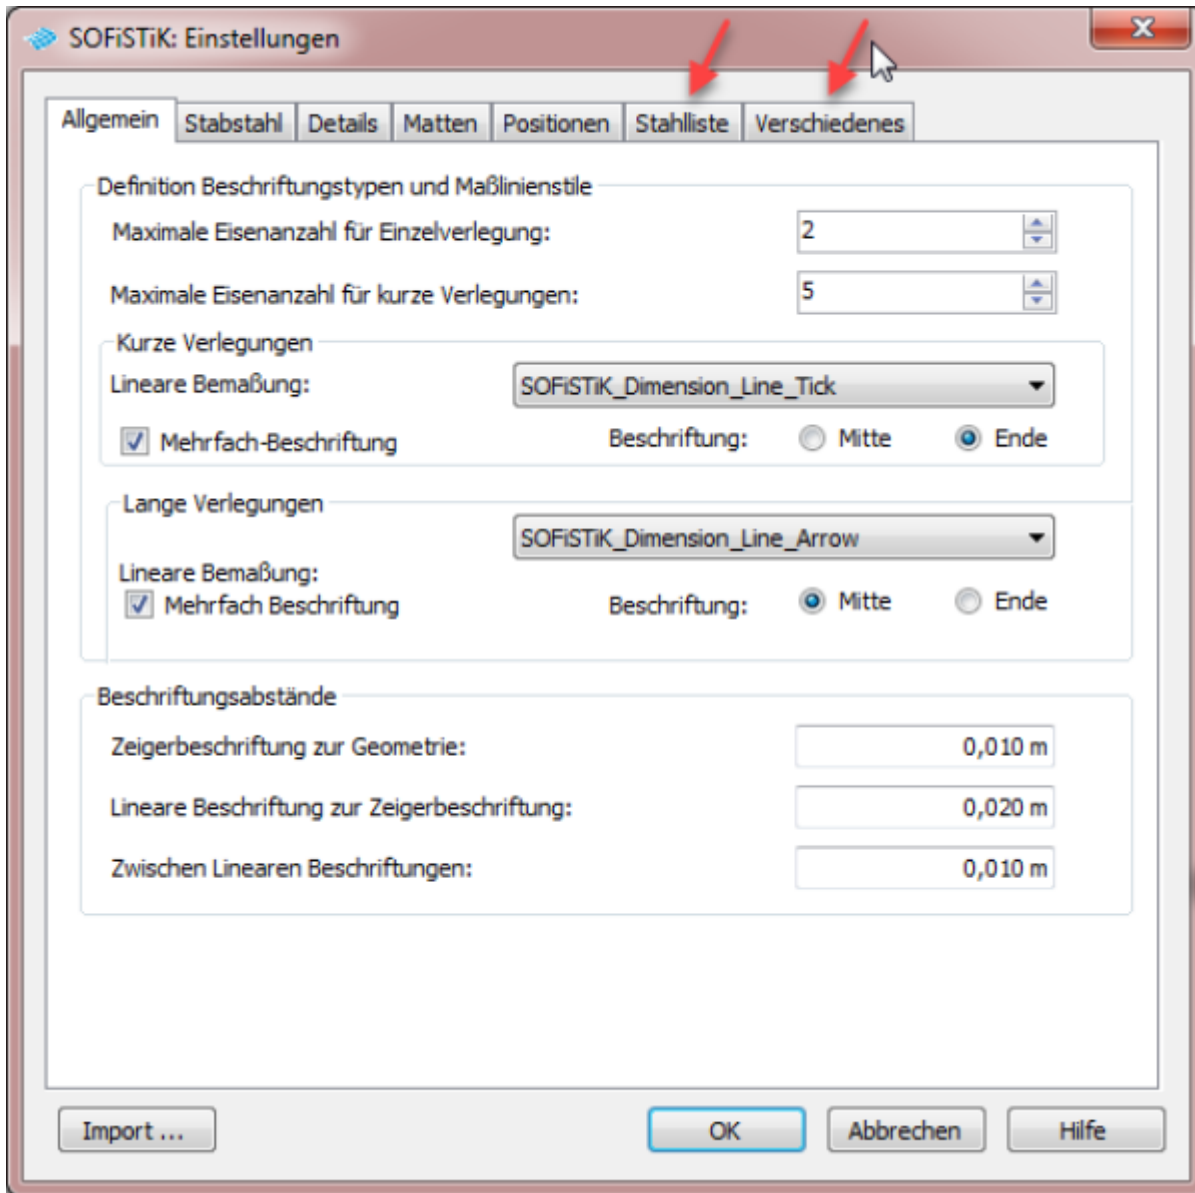 SOFiSTiK: Einstellungen
Allgemein Stabstahl Details Matten Positionen Stahlliste Verschiedenes
Definition Beschriftungstypen und Maßlinienstile
Maximale Eisenanzahl für Einzelverlegung: 2
Maximale Eisenanzahl für kurze Verlegungen: 5
Kurze Verlegungen
Lineare Bemaßung: SOFiSTiK_Dimension_Line_Tick
Mehrfach-Beschriftung Beschriftung: Mitte Ende
Lange Verlegungen
SOFiSTiK_Dimension_Line_Arrow
Lineare Bemaßung:
Mehrfach Beschriftung Beschriftung: Mitte Ende
Beschriftungsabstände
Zeigerbeschriftung zur Geometrie: 0,010 m
Lineare Beschriftung zur Zeigerbeschriftung: 0,020 m
Zwischen Linearen Beschriftungen: 0,010 m
Import ... OK Abbrechen Hilfe